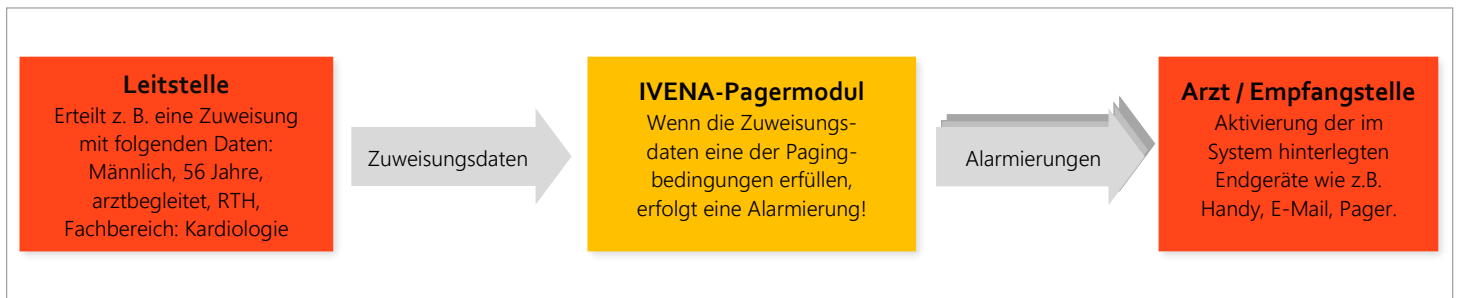 Leitstelle
Erteilt z. B. eine Zuweisung
mit folgenden Daten:
Männlich, 56 Jahre,
arztbegleitet, RTH,
Fachbereich: Kardiologie
Zuweisungsdaten
IVENA-Pagermodul
Wenn die Zuweisungs-
daten eine der Paging-
bedingungen erfüllen,
erfolgt eine Alarmierung!
Alarmierungen
Arzt / Empfangstelle
Aktivierung der im
System hinterlegten
Endgeräte wie z.B.
Handy, E-Mail, Pager.